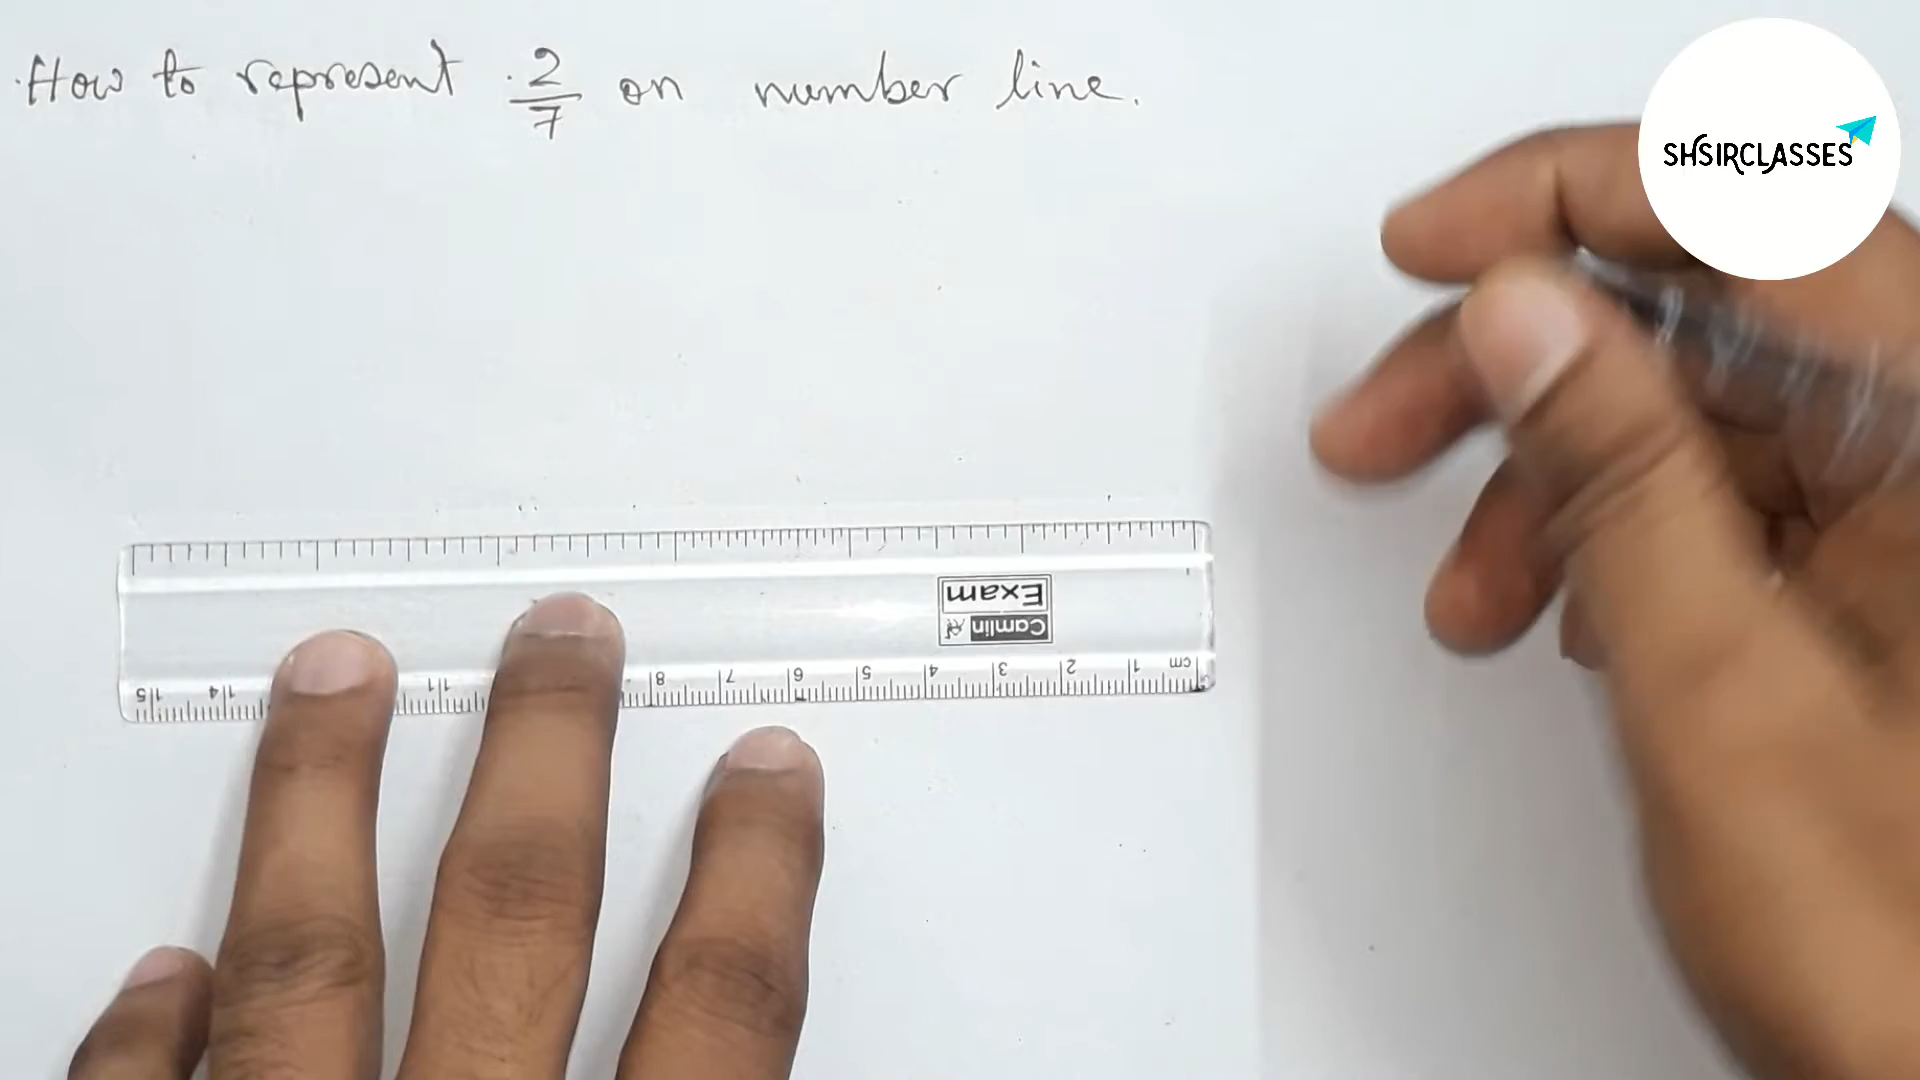 How to represent 2/7 on number line.
SHSIRCLASSES
Exam
Camlin
15 14 11 8 7 6 5 4 3 2 1 cm